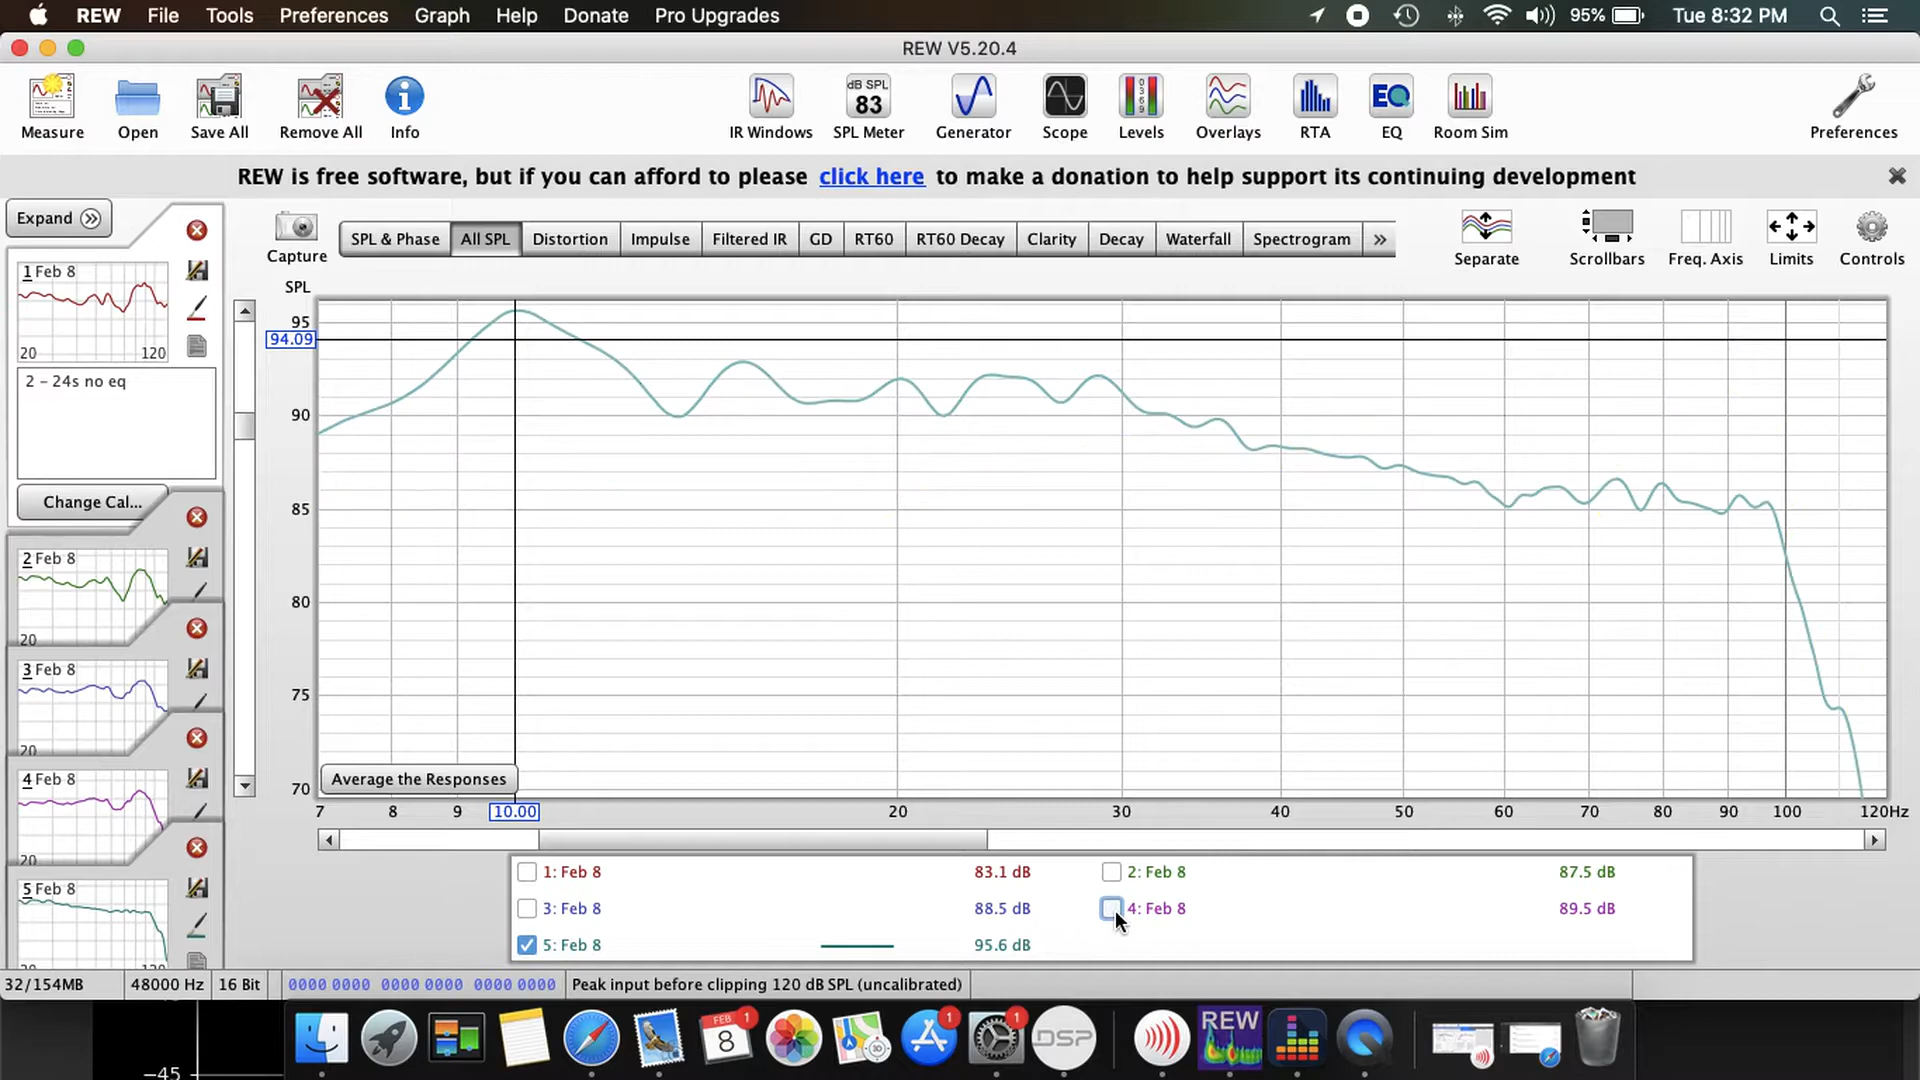 REW File Tools Preferences Graph Help Donate Pro Upgrades 95% Tue 8:32 PM
REW V5.20.4
Measure Open Save All Remove All Info IR Windows dB SPL 83 SPL Meter Generator Scope Levels Overlays RTA EQ EQ Room Sim Preferences
REW is free software, but if you can afford to please click here to make a donation to help support its continuing development
Expand
Capture SPL & Phase All SPL Distortion Impulse Filtered IR GD RT60 RT60 Decay Clarity Decay Waterfall Spectrogram Separate Scrollbars Freq. Axis Limits Controls
1 Feb 8
20 120
2 – 24s no eq
Change Cal...
2 Feb 8
20
3 Feb 8
20
4 Feb 8
20
5 Feb 8
SPL
95
94.09
90
85
80
75
70
Average the Responses
7 8 9 10.00 20 30 40 50 60 70 80 90 100 120Hz
1: Feb 8 83.1 dB 2: Feb 8 87.5 dB
3: Feb 8 88.5 dB 4: Feb 8 89.5 dB
5: Feb 8 95.6 dB
32/154MB 48000 Hz 16 Bit 0000 0000 0000 0000 0000 0000 Peak input before clipping 120 dB SPL (uncalibrated)
FEB 8 1 1 1 DSP REW
−45